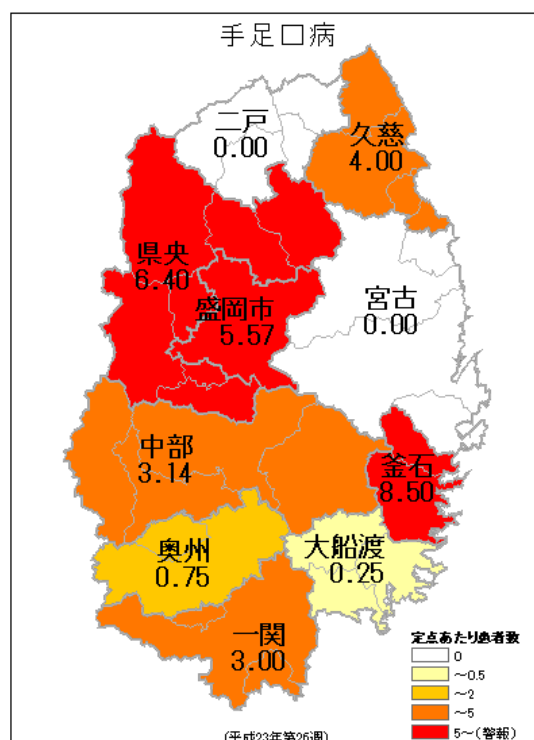 手足口病
二戸
0.00
久慈
4.00
県央
6.40
盛岡市
5.57
宮古
0.00
中部
3.14
釜石
8.50
奥州
0.75
大船渡
0.25
一関
3.00
定点あたり患者数
0
～0.5
～2
～5
5～(警報)
(平成23年第26週)